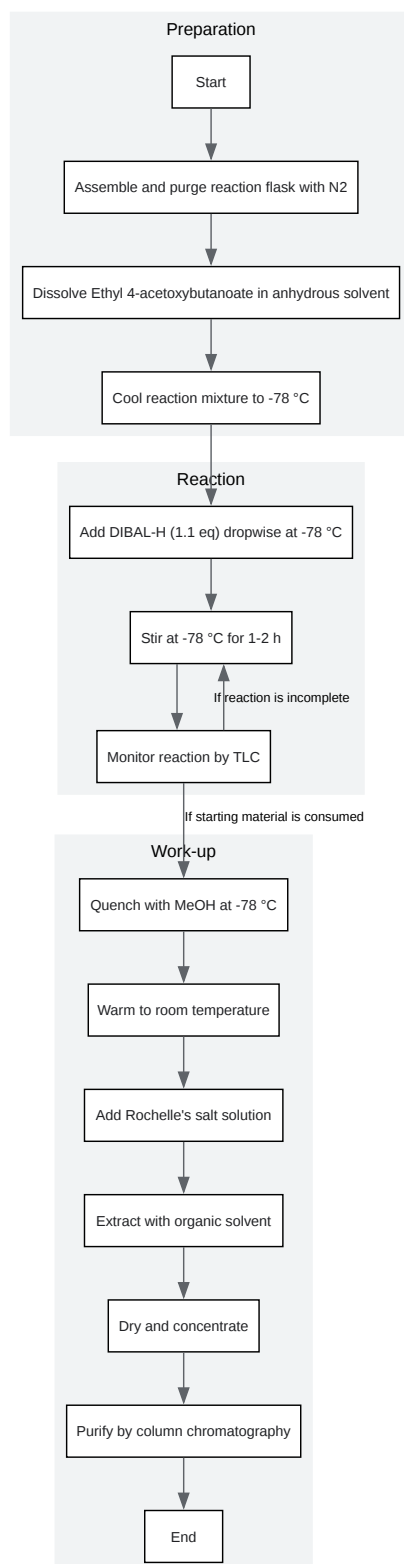 Preparation
Start
Assemble and purge reaction flask with N2
Dissolve Ethyl 4-acetoxybutanoate in anhydrous solvent
Cool reaction mixture to -78 °C
Reaction
Add DIBAL-H (1.1 eq) dropwise at -78 °C
Stir at -78 °C for 1-2 h
If reaction is incomplete
Monitor reaction by TLC
If starting material is consumed
Work-up
Quench with MeOH at -78 °C
Warm to room temperature
Add Rochelle's salt solution
Extract with organic solvent
Dry and concentrate
Purify by column chromatography
End